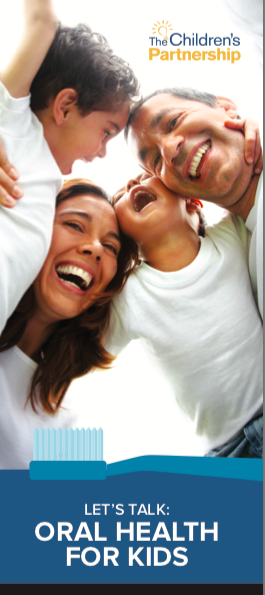 The Children's
Partnership
LET'S TALK:
ORAL HEALTH
FOR KIDS